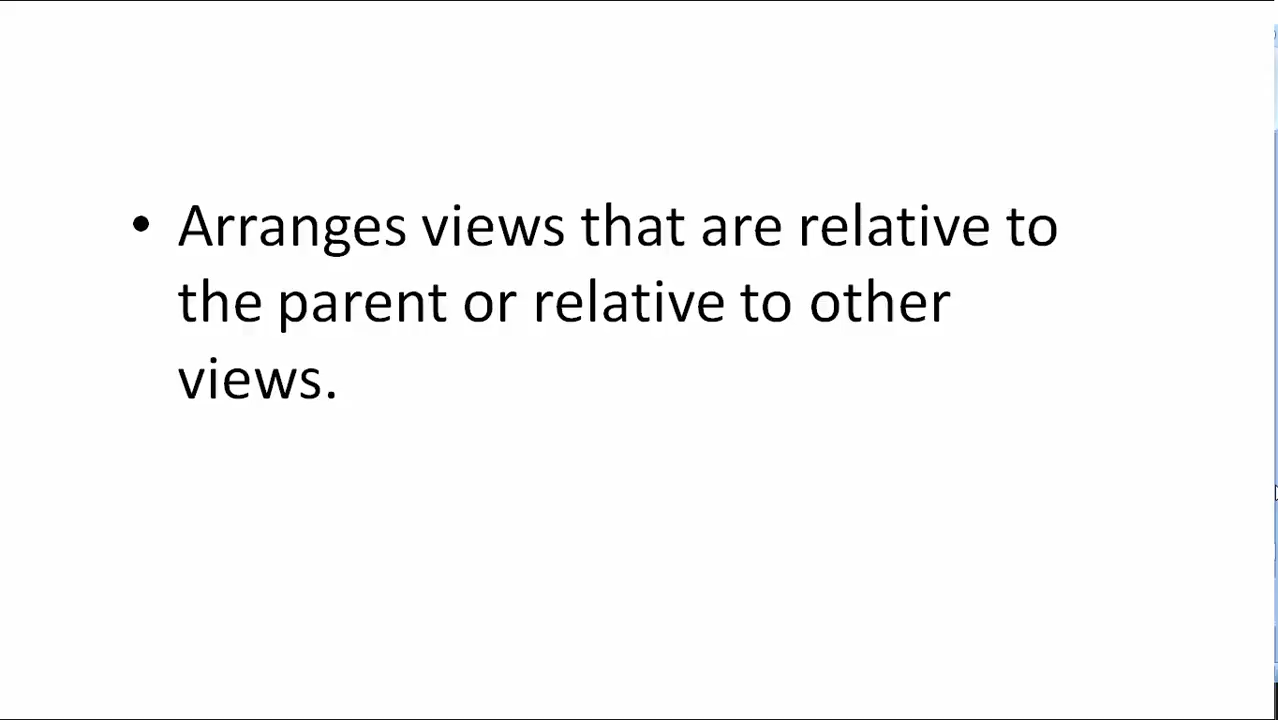 • Arranges views that are relative to
the parent or relative to other
views.